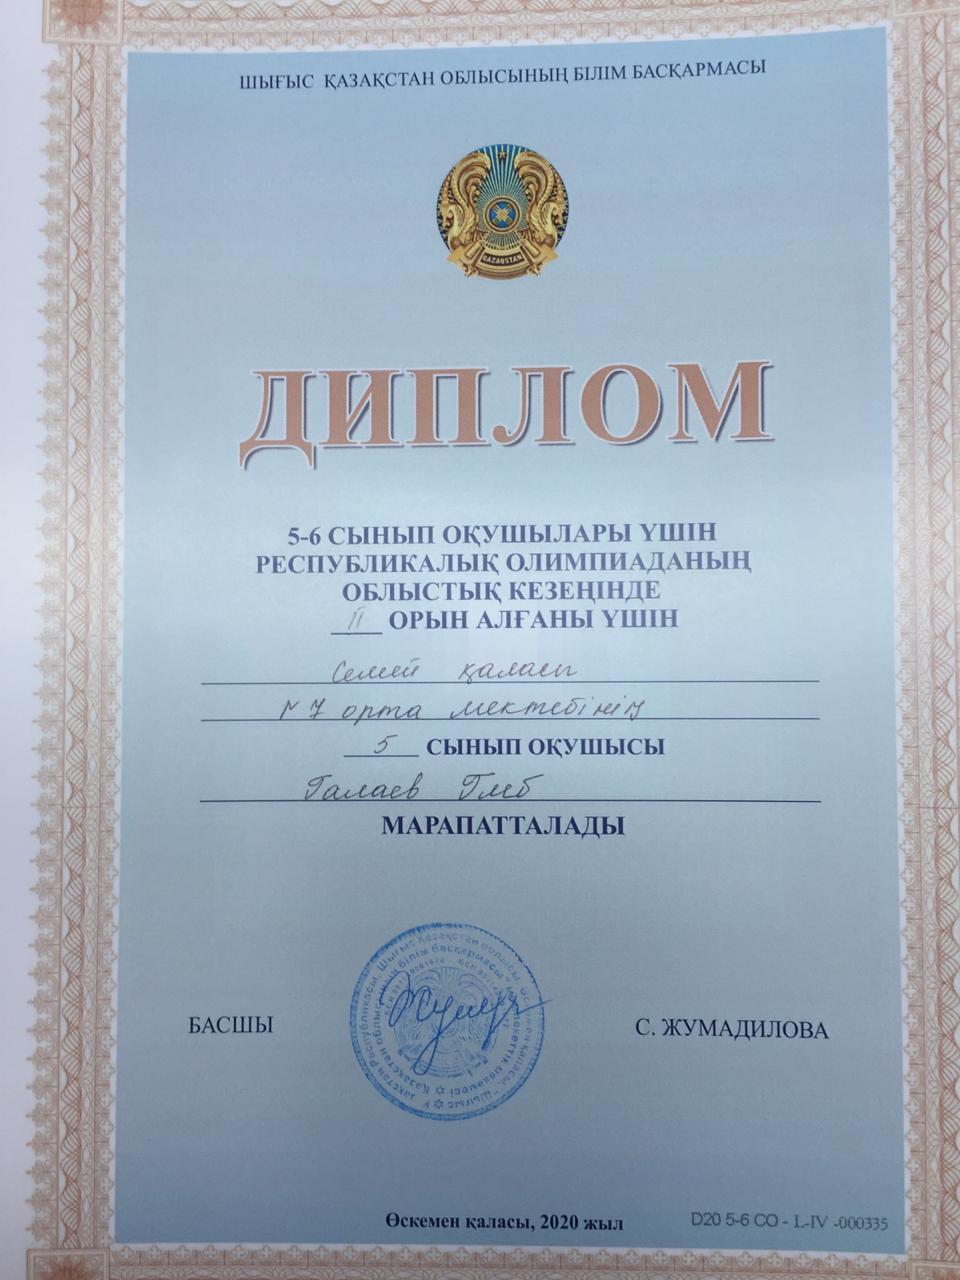 ШЫҒЫС ҚАЗАҚСТАН ОБЛЫСЫНЫҢ БІЛІМ БАСҚАРМАСЫ
QAZAQSTAN
ДИПЛОМ
5-6 СЫНЫП ОҚУШЫЛАРЫ ҮШІН
РЕСПУБЛИКАЛЫҚ ОЛИМПИАДАНЫҢ
ОБЛЫСТЫҚ КЕЗЕҢІНДЕ
II ОРЫН АЛҒАНЫ ҮШІН
Семей қаласы
№7 орта мектебінің
5 СЫНЫП ОҚУШЫСЫ
Галаев Глеб
МАРАПАТТАЛАДЫ
БАСШЫ
С. ЖУМАДИЛОВА
Өскемен қаласы, 2020 жыл
D20 5-6 CO - L-IV -000335